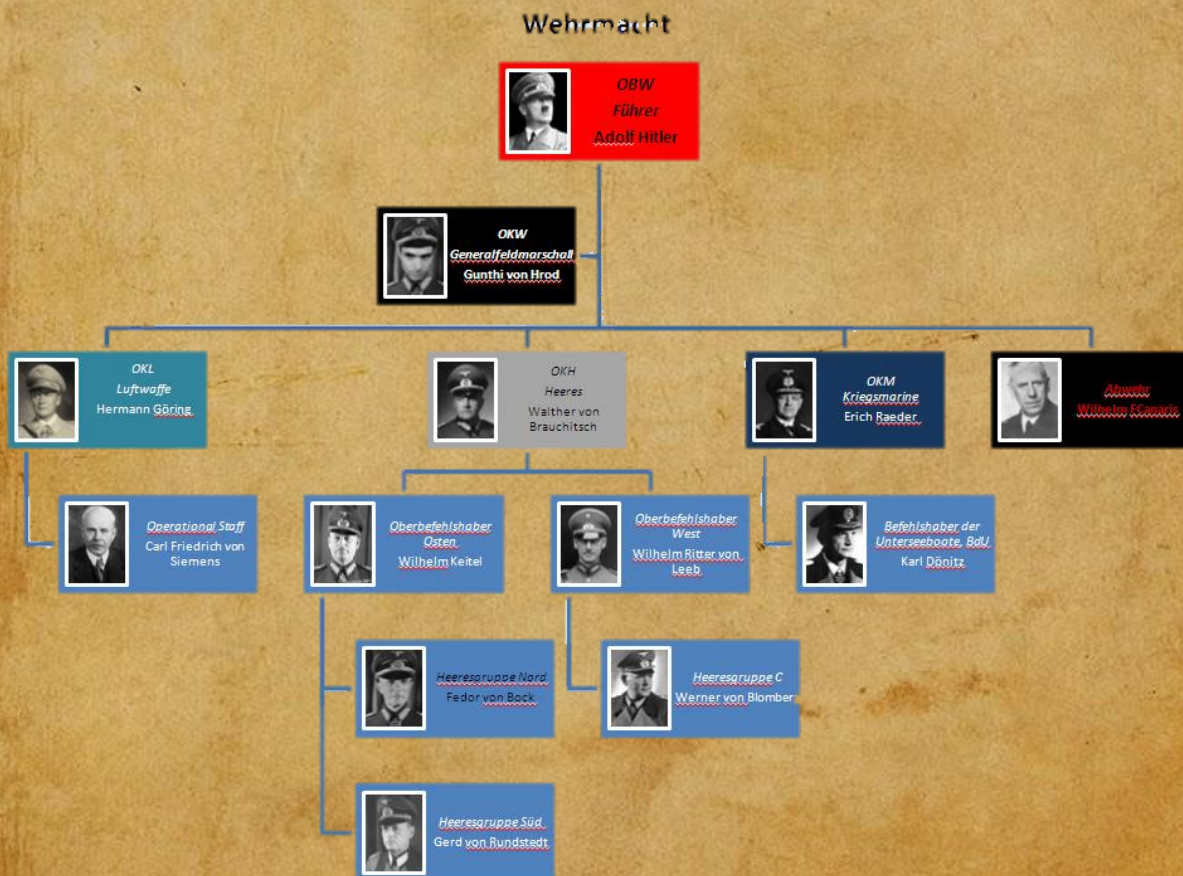 Wehrmacht
OBW
Führer
Adolf Hitler
OKW
Generalfeldmarschall
Gunthi von Hrod
OKL
Luftwaffe
Hermann Göring
OKH
Heeres
Walther von
Brauchitsch
OKM
Kriegsmarine
Erich Raeder
Abwehr
Wilhelm FCanaris
Operational Staff
Carl Friedrich von
Siemens
Oberbefehlshaber
Osten
Wilhelm Keitel
Oberbefehlshaber
West
Wilhelm Ritter von
Leeb
Befehlshaber der
Unterseeboote, BdU
Karl Dönitz
Heeresgruppe Nord
Fedor von Bock
Heeresgruppe C
Werner von Blomber
Heeresgruppe Süd
Gerd von Rundstedt